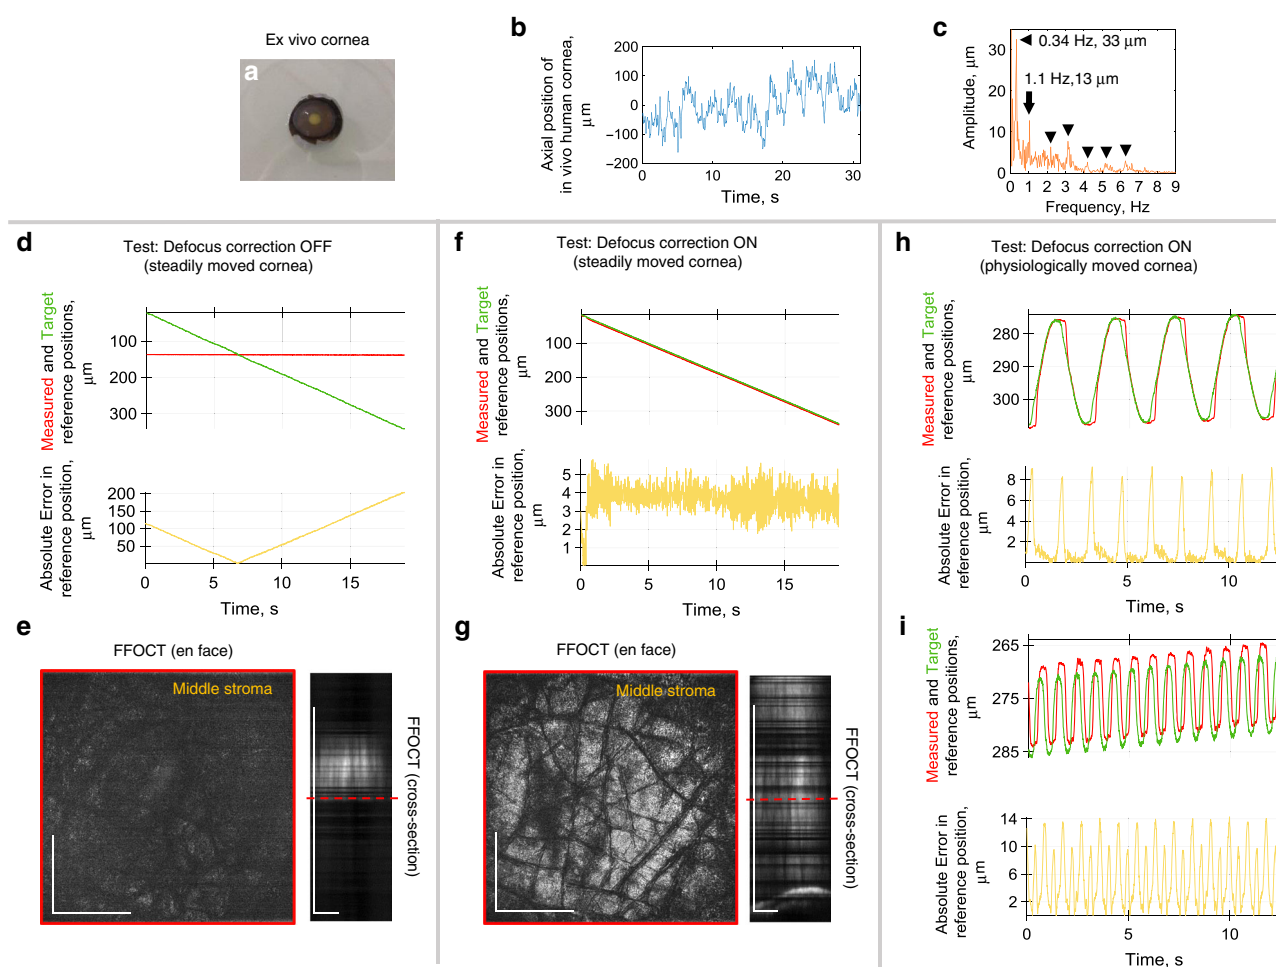 Ex vivo cornea
a
b
Axial position of
in vivo human cornea,
μm
200
100
0
−100
−200
0 10 20 30
Time, s
c
Amplitude, μm
30
20
10
0
0.34 Hz, 33 μm
1.1 Hz,13 μm
0 1 2 3 4 5 6 7 8 9
Frequency, Hz
d
Test: Defocus correction OFF
(steadily moved cornea)
Measured and Target
reference positions,
μm
100
200
300
Absolute Error in
reference position,
μm
200
150
100
50
0 5 10 15
Time, s
e
FFOCT (en face)
Middle stroma
FFOCT (cross-section)
f
Test: Defocus correction ON
(steadily moved cornea)
Measured and Target
reference positions,
μm
100
200
300
Absolute Error in
reference position,
μm
5
4
3
2
1
0 5 10 15
Time, s
g
FFOCT (en face)
Middle stroma
FFOCT (cross-section)
h
Test: Defocus correction ON
(physiologically moved cornea)
Measured and Target
reference positions,
μm
280
290
300
Absolute Error in
reference position,
μm
8
6
4
2
0 5 10
Time, s
i
Measured and Target
reference positions,
μm
265
275
285
Absolute Error in
reference position,
μm
14
10
6
2
0 5 10
Time, s